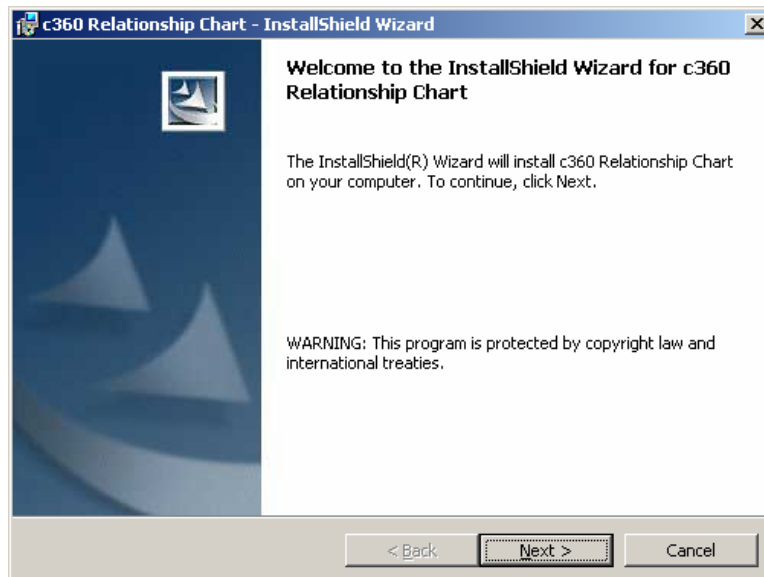 c360 Relationship Chart - InstallShield Wizard
Welcome to the InstallShield Wizard for c360
Relationship Chart
The InstallShield(R) Wizard will install c360 Relationship Chart
on your computer. To continue, click Next.
WARNING: This program is protected by copyright law and
international treaties.
< Back
Next >
Cancel